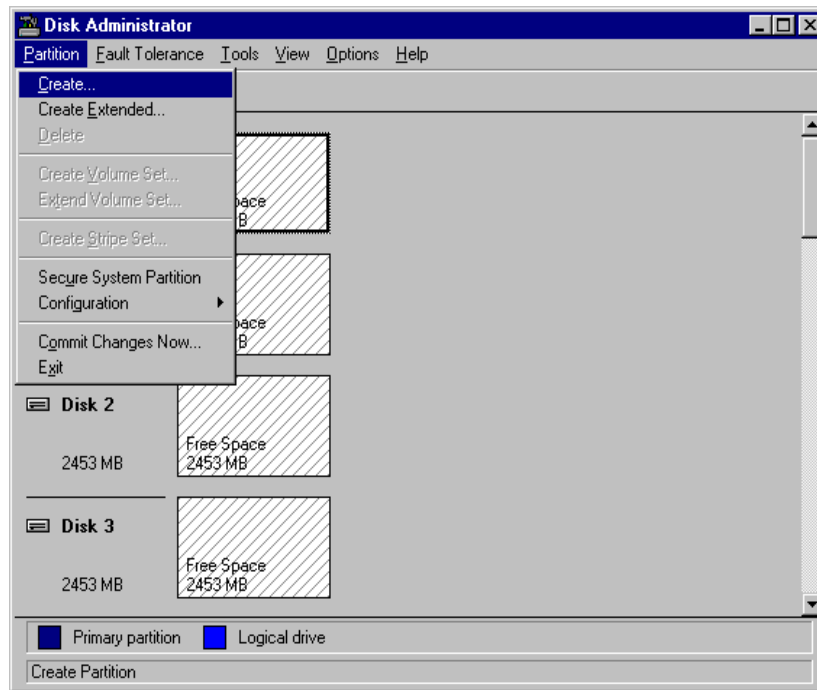 Disk Administrator
Partition Fault Tolerance Tools View Options Help
Create...
Create Extended...
Delete
Create Volume Set...
Extend Volume Set...
Create Stripe Set...
Secure System Partition
Configuration
Commit Changes Now...
Exit
Disk 2
2453 MB
Free Space
2453 MB
Disk 3
2453 MB
Free Space
2453 MB
Primary partition Logical drive
Create Partition